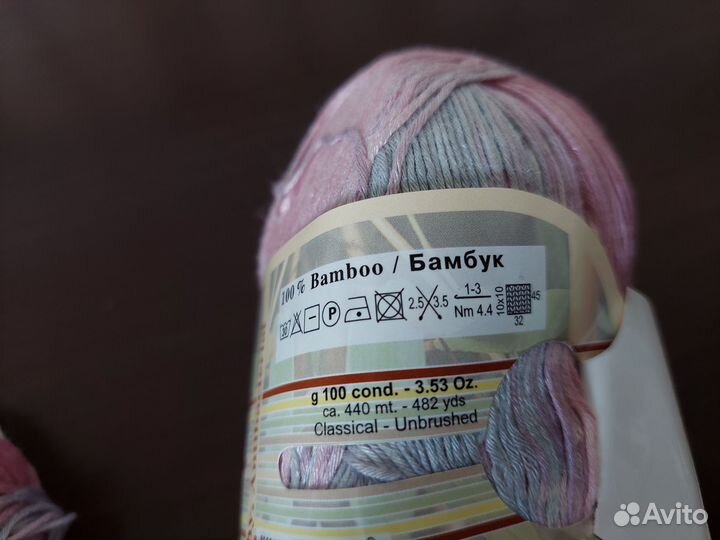 100 % Bamboo / Бамбук
30 P 2.5 3.5 1-3 Nm 4.4 10x10 45 32
g 100 cond. - 3.53 Oz.
ca. 440 mt. - 482 yds
Classical - Unbrushed
Avito